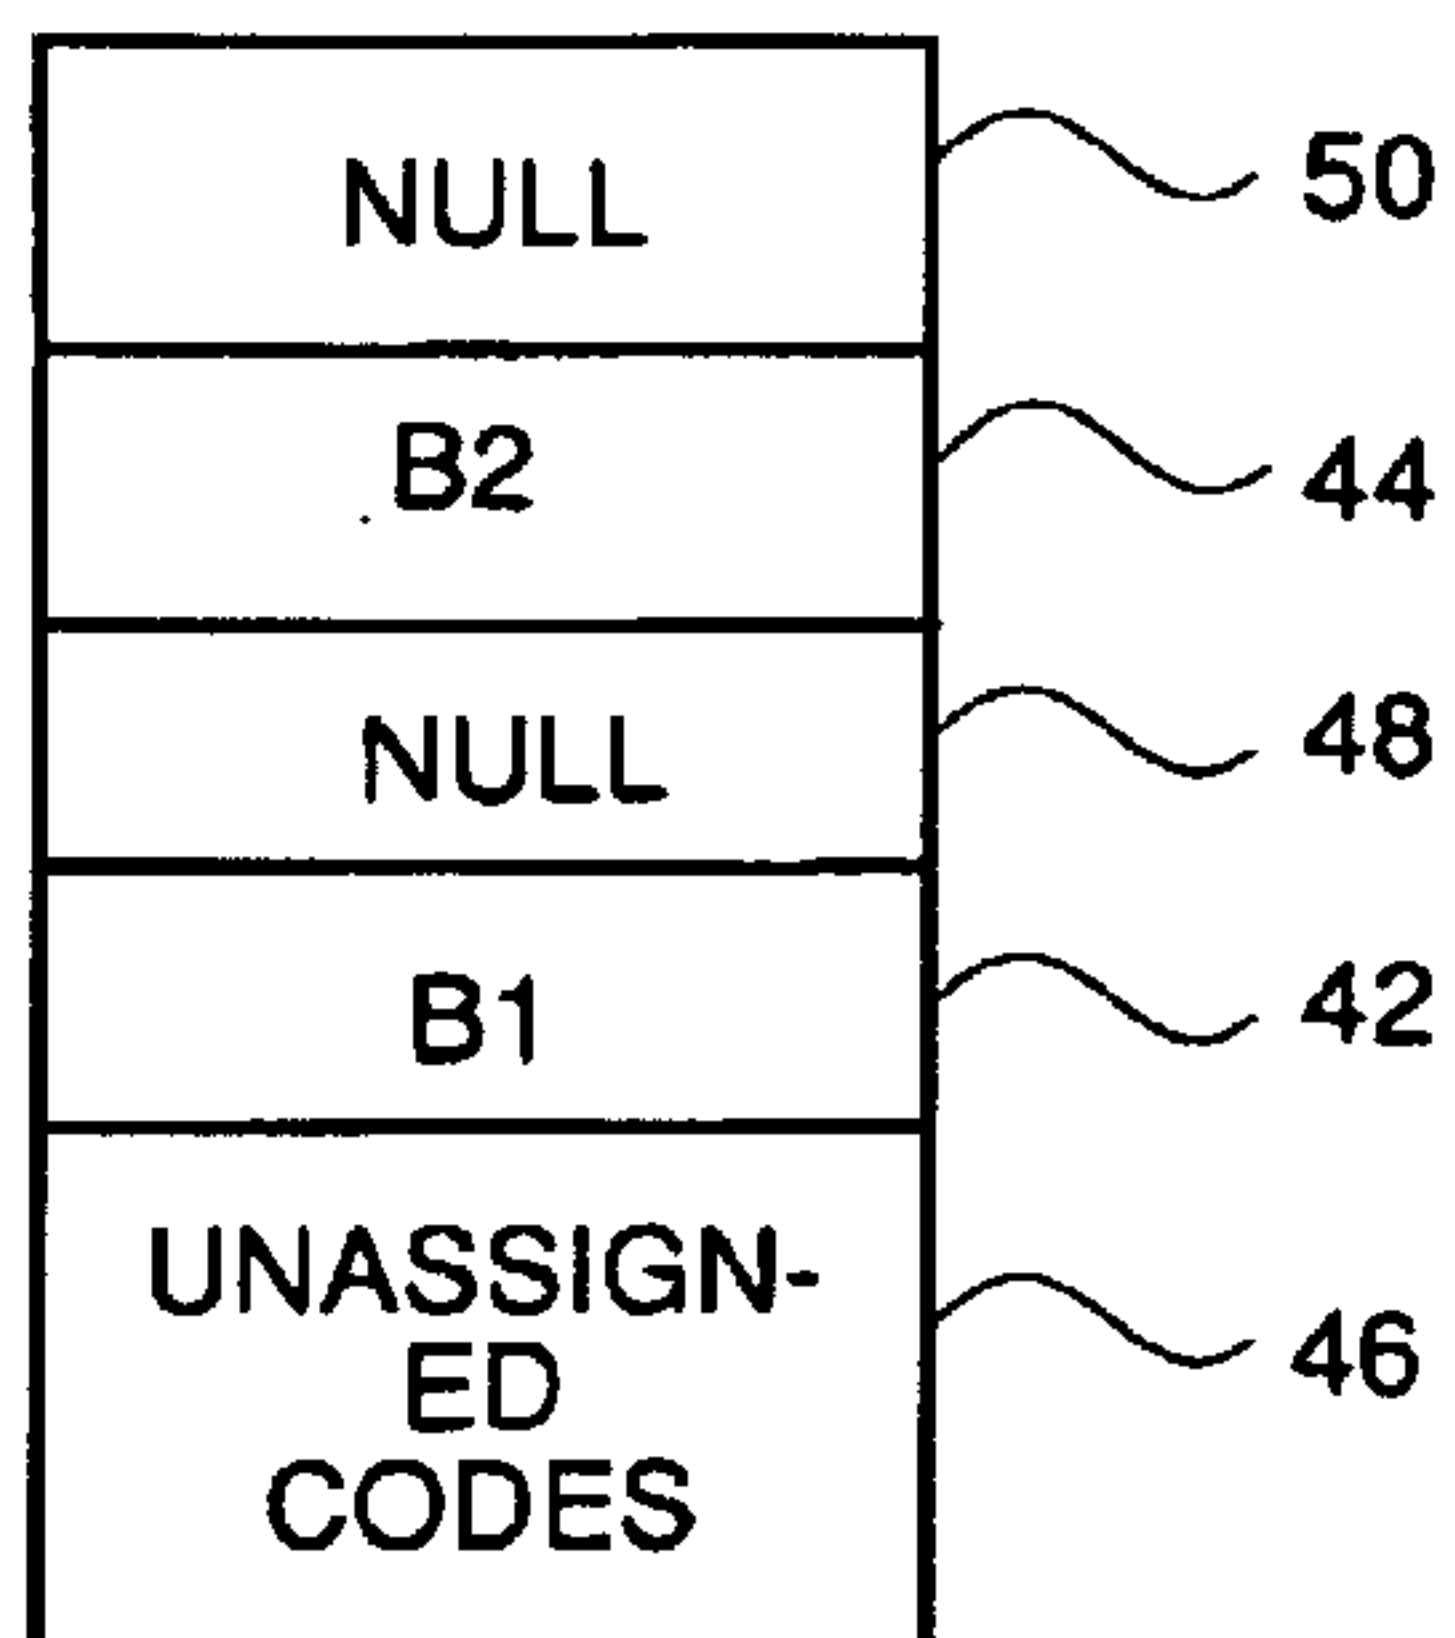 NULL 50
B2 44
NULL 48
B1 42
UNASSIGN- 46
ED
CODES